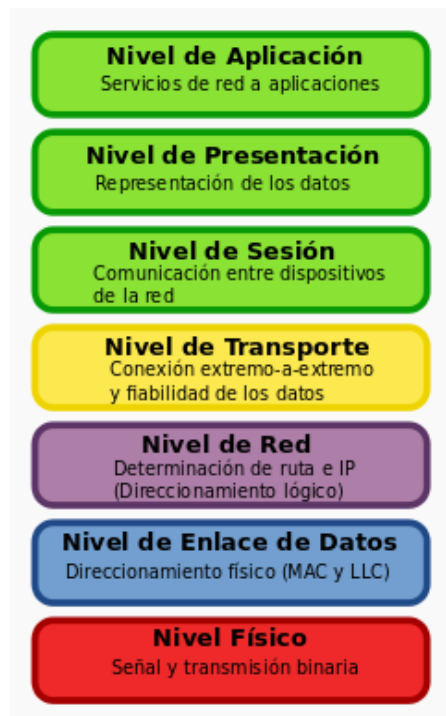 Nivel de Aplicación
Servicios de red a aplicaciones
Nivel de Presentación
Representación de los datos
Nivel de Sesión
Comunicación entre dispositivos
de la red
Nivel de Transporte
Conexión extremo-a-extremo
y fiabilidad de los datos
Nivel de Red
Determinación de ruta e IP
(Direccionamiento lógico)
Nivel de Enlace de Datos
Direccionamiento físico (MAC y LLC)
Nivel Físico
Señal y transmisión binaria